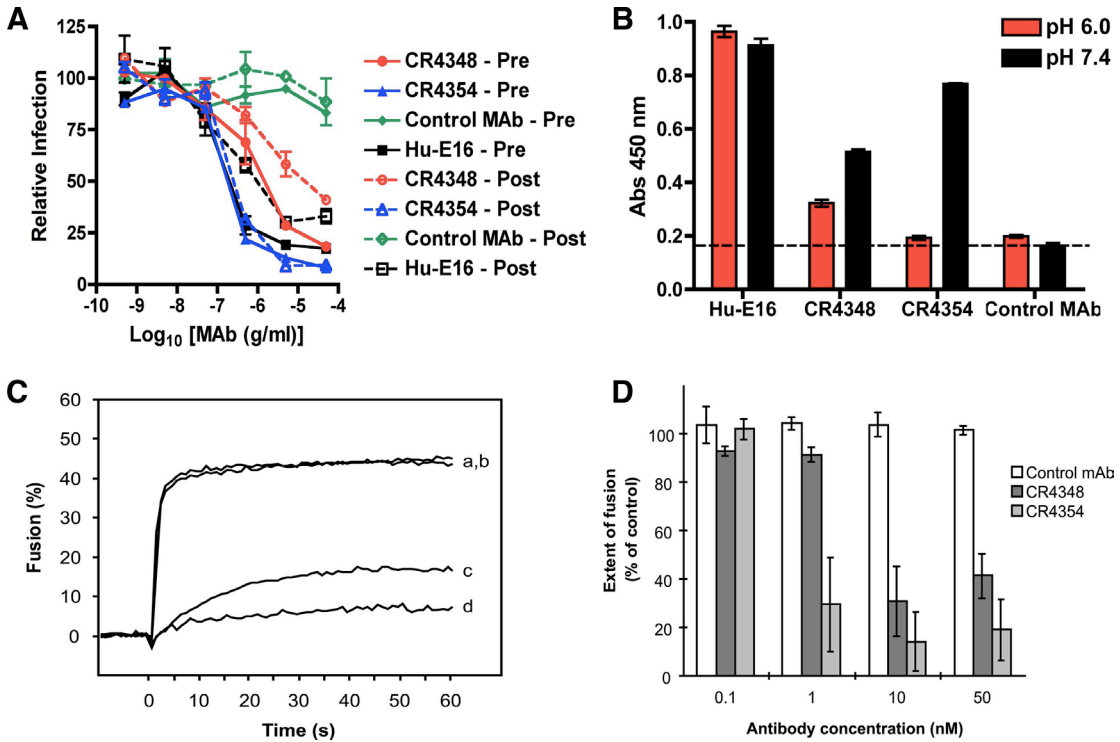 A
125
100
75
50
25
0
-10 -9 -8 -7 -6 -5 -4
Relative Infection
Log10 [MAb (g/ml)]
CR4348 - Pre
CR4354 - Pre
Control MAb - Pre
Hu-E16 - Pre
CR4348 - Post
CR4354 - Post
Control MAb - Post
Hu-E16 - Post
B
1.0
0.8
0.6
0.4
0.2
0.0
Abs 450 nm
pH 6.0
pH 7.4
Hu-E16 CR4348 CR4354 Control MAb
C
60
50
40
30
20
10
0
Fusion (%)
a,b
c
d
0 10 20 30 40 50 60
Time (s)
D
100
80
60
40
20
0
Extent of fusion
(% of control)
Control mAb
CR4348
CR4354
0.1 1 10 50
Antibody concentration (nM)